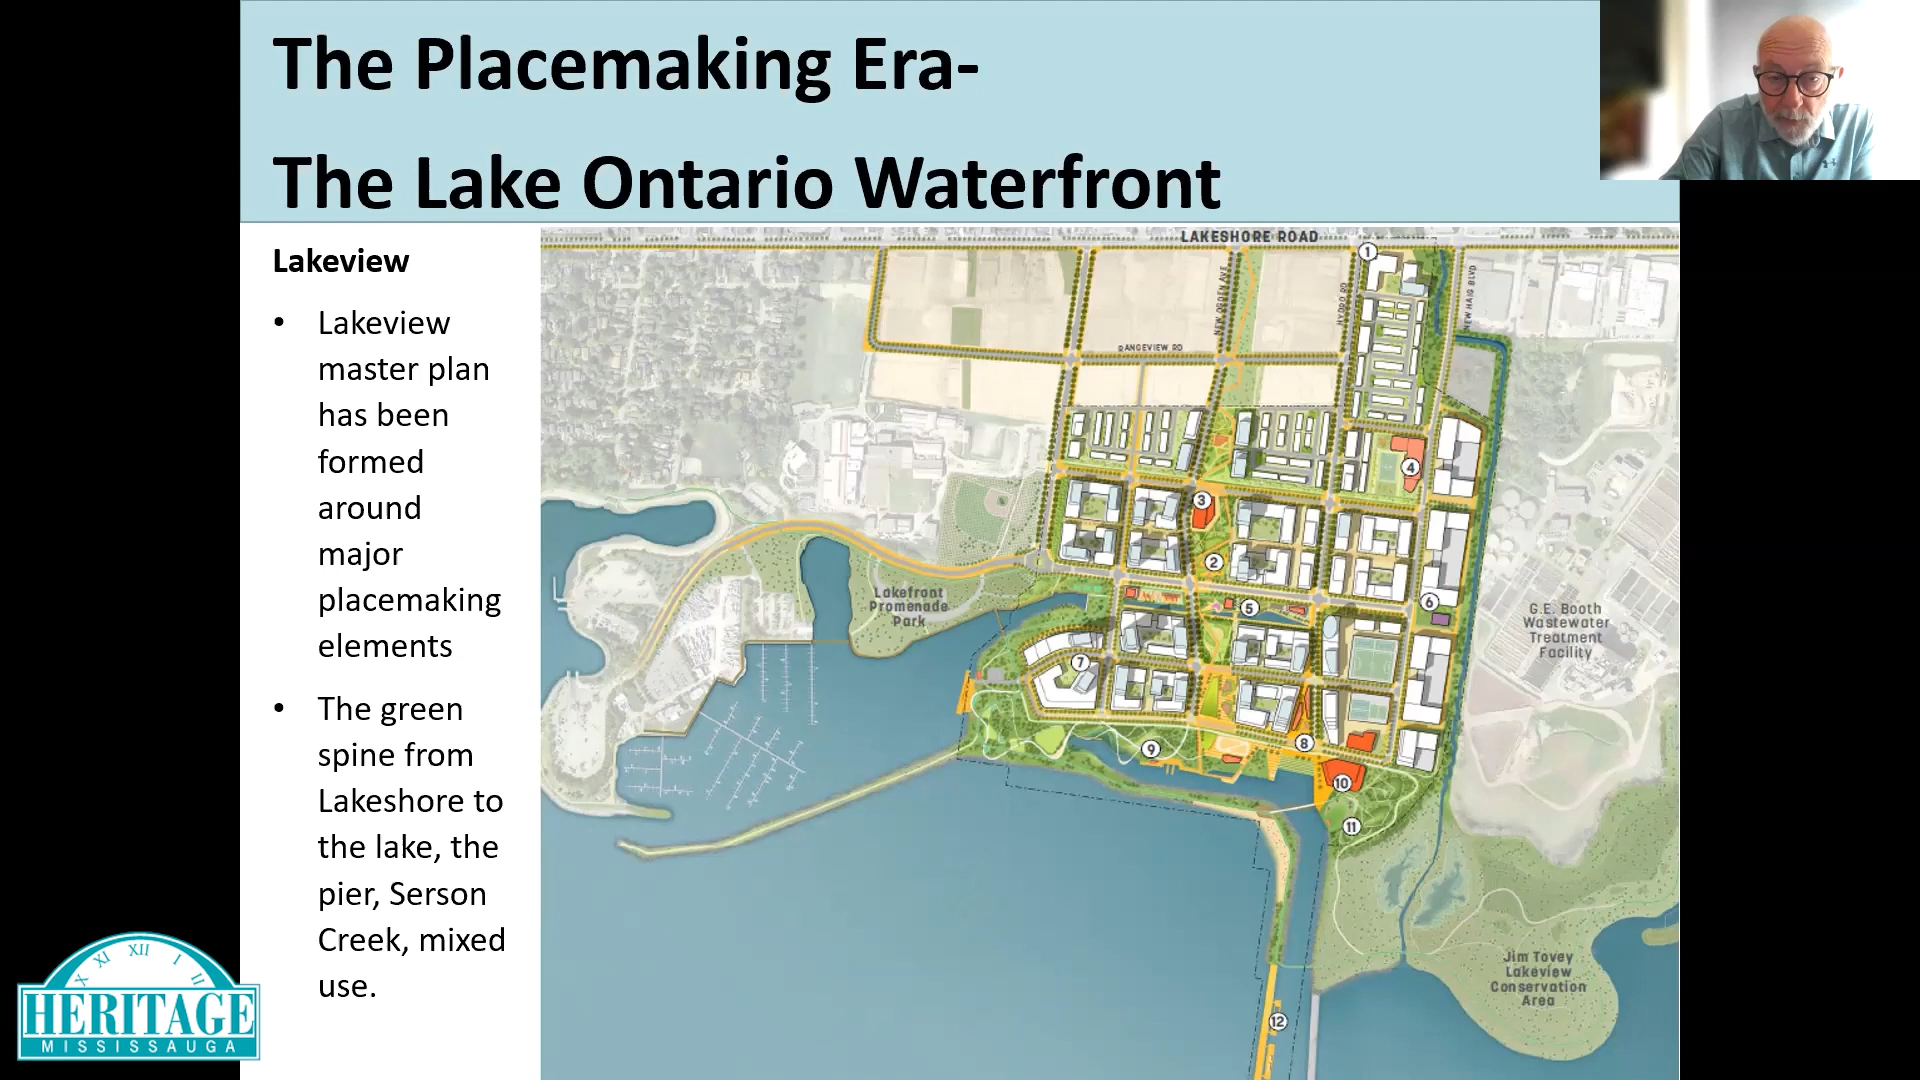 The Placemaking Era-
The Lake Ontario Waterfront
Lakeview
• Lakeview
master plan
has been
formed
around
major
placemaking
elements
• The green
spine from
Lakeshore to
the lake, the
pier, Serson
Creek, mixed
use.
LAKESHORE ROAD
NEW OGDEN AVE
HYDRO RD
NEW HAIG BLVD
RANGEVIEW RD
1
2
3
4
5
6
7
8
9
10
11
12
Lakefront
Promenade
Park
G.E. Booth
Wastewater
Treatment
Facility
Jim Tovey
Lakeview
Conservation
Area
X XI XII I II
HERITAGE
MISSISSAUGA